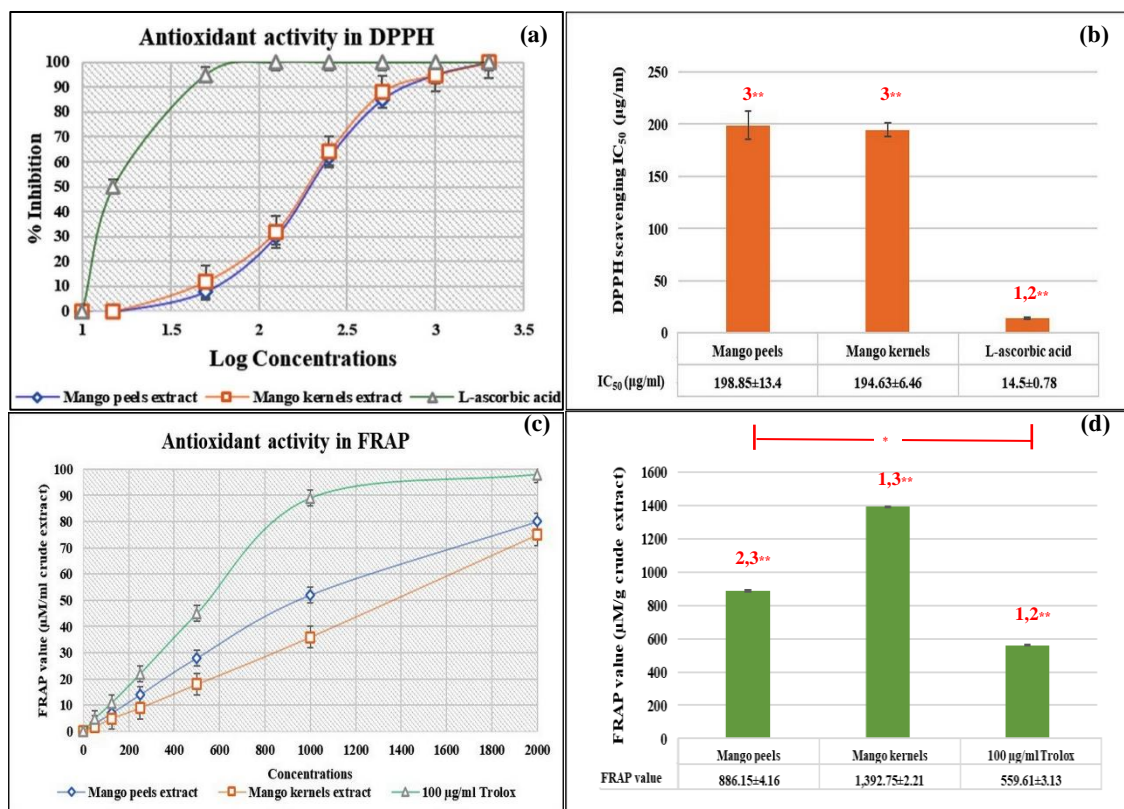 Antioxidant activity in DPPH
(a)
% Inhibition
100
90
80
70
60
50
40
30
20
10
0
1
1.5
2
2.5
3
3.5
Log Concentrations
Mango peels extract
Mango kernels extract
L-ascorbic acid
(b)
DPPH scavenging IC50 (µg/ml)
250
200
150
100
50
0
3**
3**
1,2**
Mango peels
Mango kernels
L-ascorbic acid
IC50 (µg/ml)
198.85±13.4
194.63±6.46
14.5±0.78
Antioxidant activity in FRAP
(c)
FRAP value (µM/ml crude extract)
100
90
80
70
60
50
40
30
20
10
0
0
200
400
600
800
1000
1200
1400
1600
1800
2000
Concentrations
Mango peels extract
Mango kernels extract
100 µg/ml Trolox
(d)
*
FRAP value (µM/g crude extract)
1600
1400
1200
1000
800
600
400
200
0
2,3**
1,3**
1,2**
Mango peels
Mango kernels
100 µg/ml Trolox
FRAP value
886.15±4.16
1,392.75±2.21
559.61±3.13